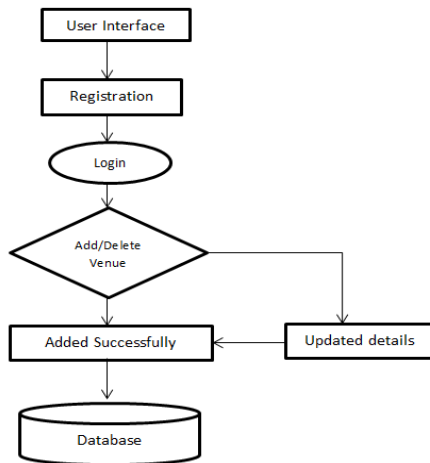 User Interface
Registration
Login
Add/Delete
Venue
Added Successfully
Updated details
Database